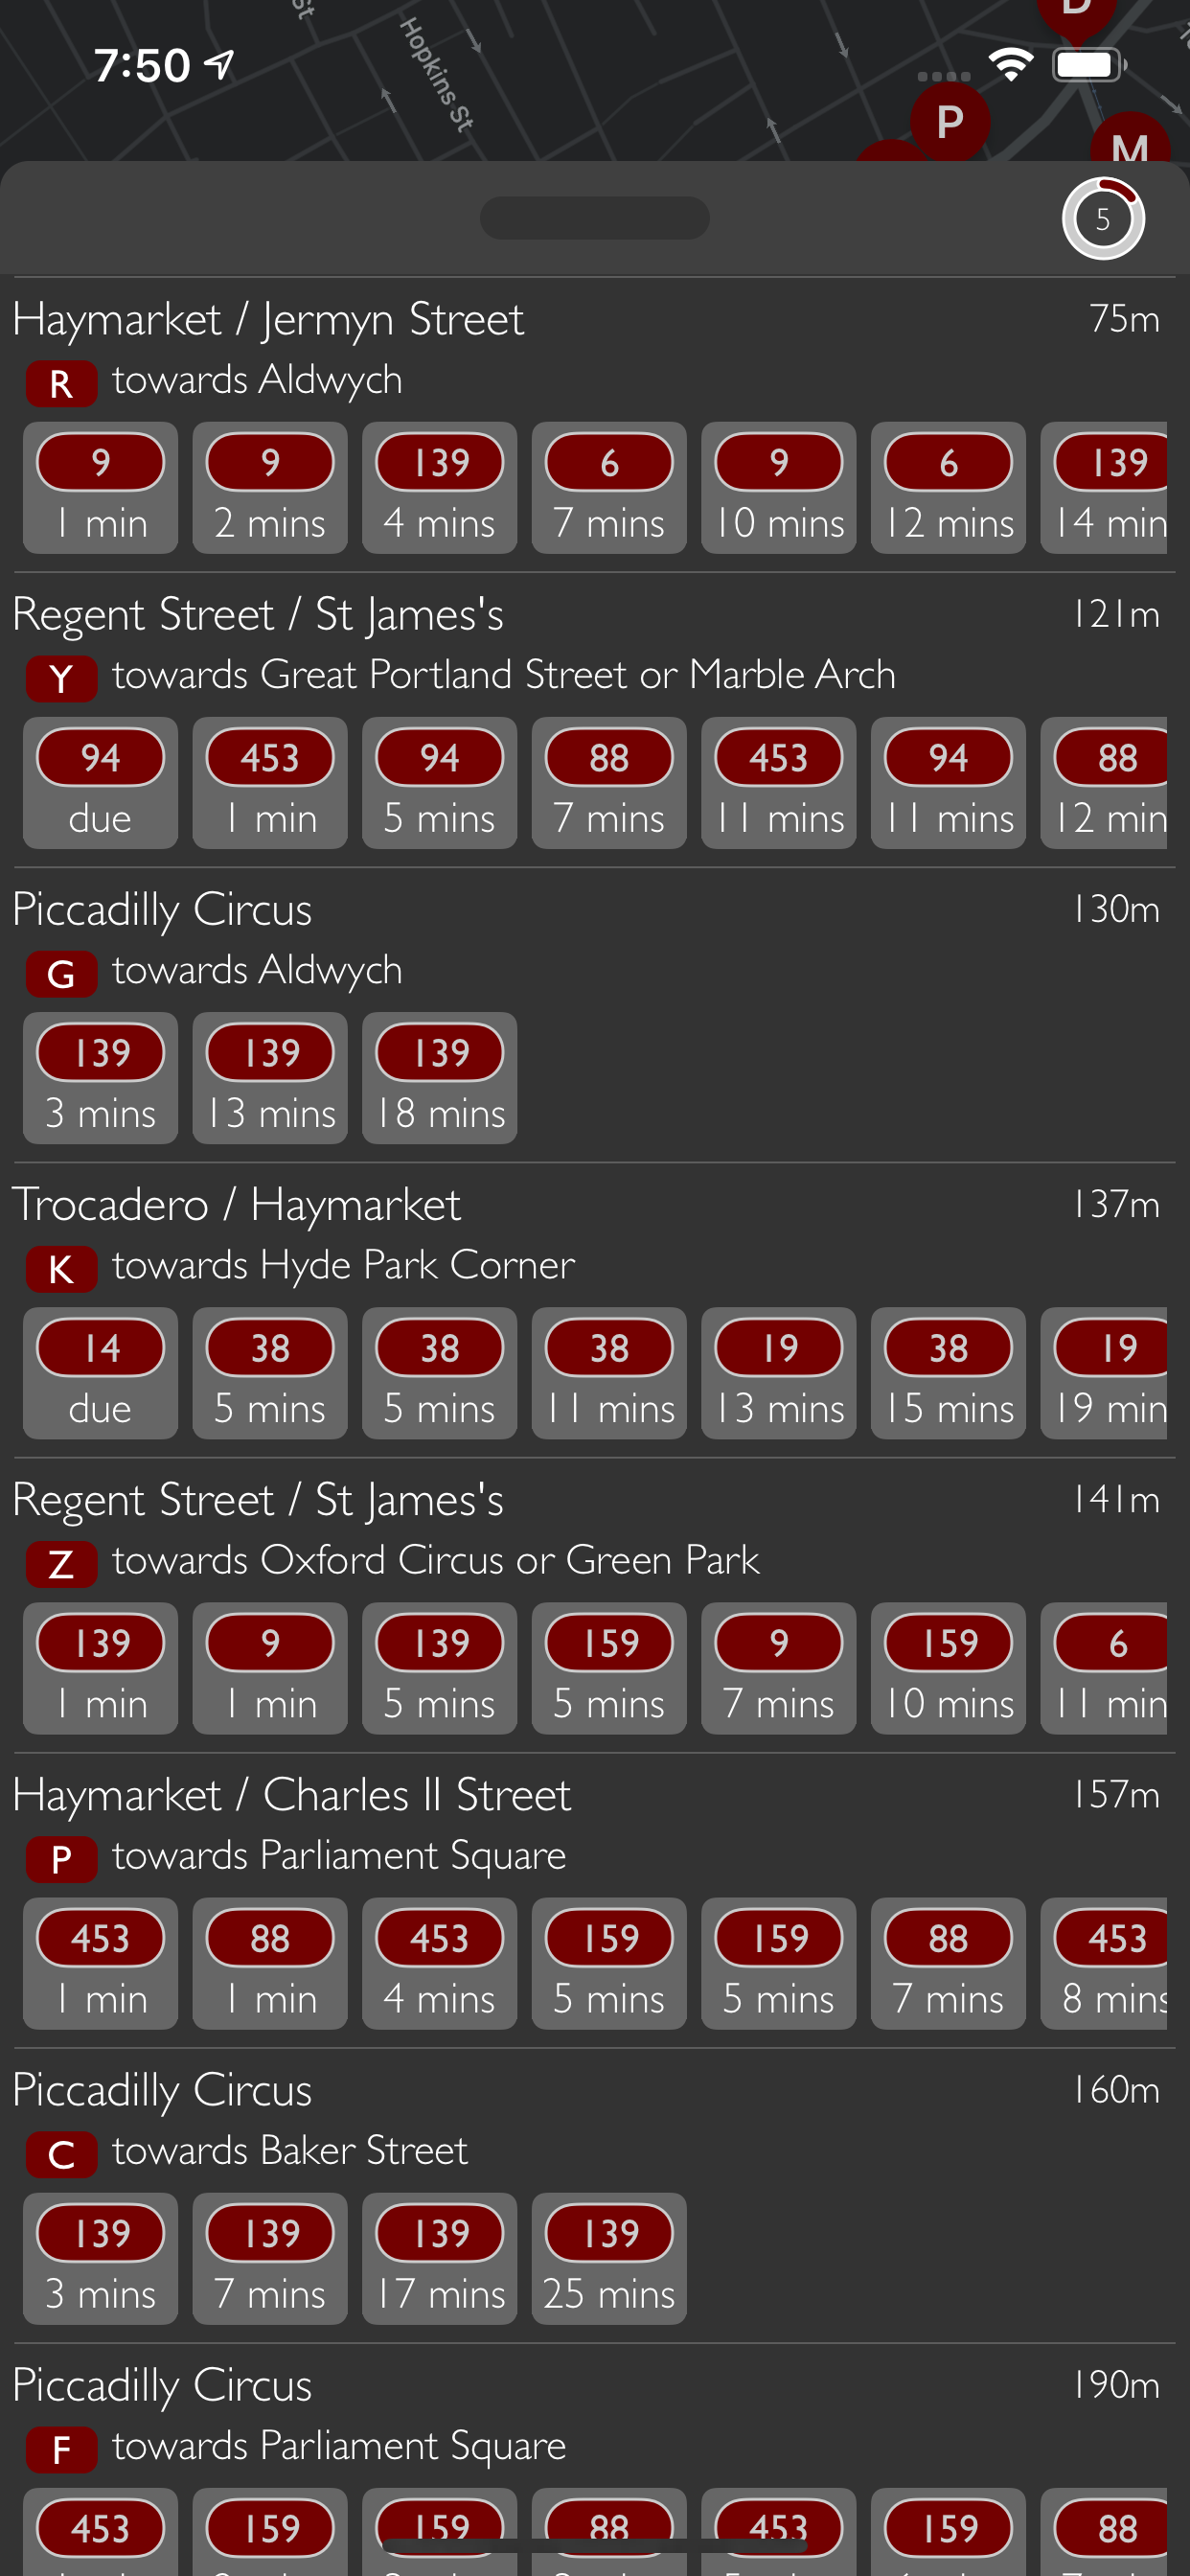 D
7:50
Hopkins St
St
P
M
5
Haymarket / Jermyn Street 75m
R towards Aldwych
9 9 139 6 9 6 139
1 min 2 mins 4 mins 7 mins 10 mins 12 mins 14 min
Regent Street / St James's 121m
Y towards Great Portland Street or Marble Arch
94 453 94 88 453 94 88
due 1 min 5 mins 7 mins 11 mins 11 mins 12 min
Piccadilly Circus 130m
G towards Aldwych
139 139 139
3 mins 13 mins 18 mins
Trocadero / Haymarket 137m
K towards Hyde Park Corner
14 38 38 38 19 38 19
due 5 mins 5 mins 11 mins 13 mins 15 mins 19 min
Regent Street / St James's 141m
Z towards Oxford Circus or Green Park
139 9 139 159 9 159 6
1 min 1 min 5 mins 5 mins 7 mins 10 mins 11 min
Haymarket / Charles II Street 157m
P towards Parliament Square
453 88 453 159 159 88 453
1 min 1 min 4 mins 5 mins 5 mins 7 mins 8 mins
Piccadilly Circus 160m
C towards Baker Street
139 139 139 139
3 mins 7 mins 17 mins 25 mins
Piccadilly Circus 190m
F towards Parliament Square
453 159 159 88 453 159 88